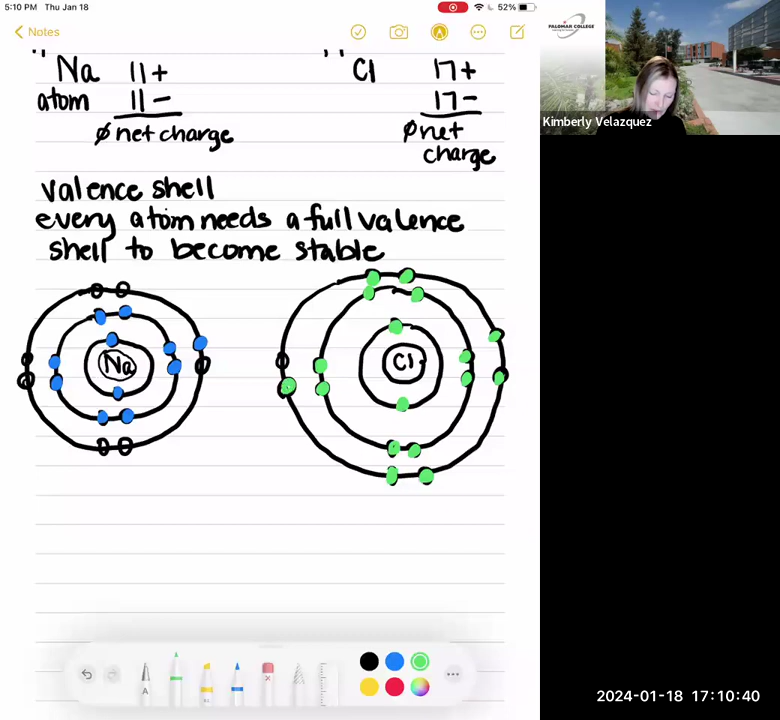 5:10 PM Thu Jan 18
52%
Notes
Na 11+
Cl 17+
atom 11-
17-
∅ net charge
∅ net
charge
valence shell
every atom needs a full valence
shell to become stable
Na
Cl
A
PALOMAR COLLEGE
Kimberly Velazquez
2024-01-18 17:10:40